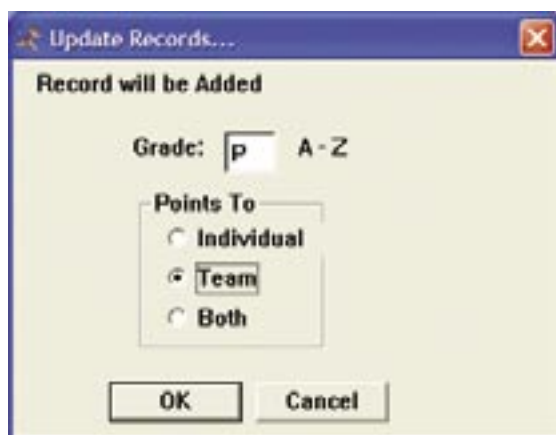 Update Records...
Record will be Added
Grade: p A - Z
Points To
Individual
Team
Both
OK Cancel